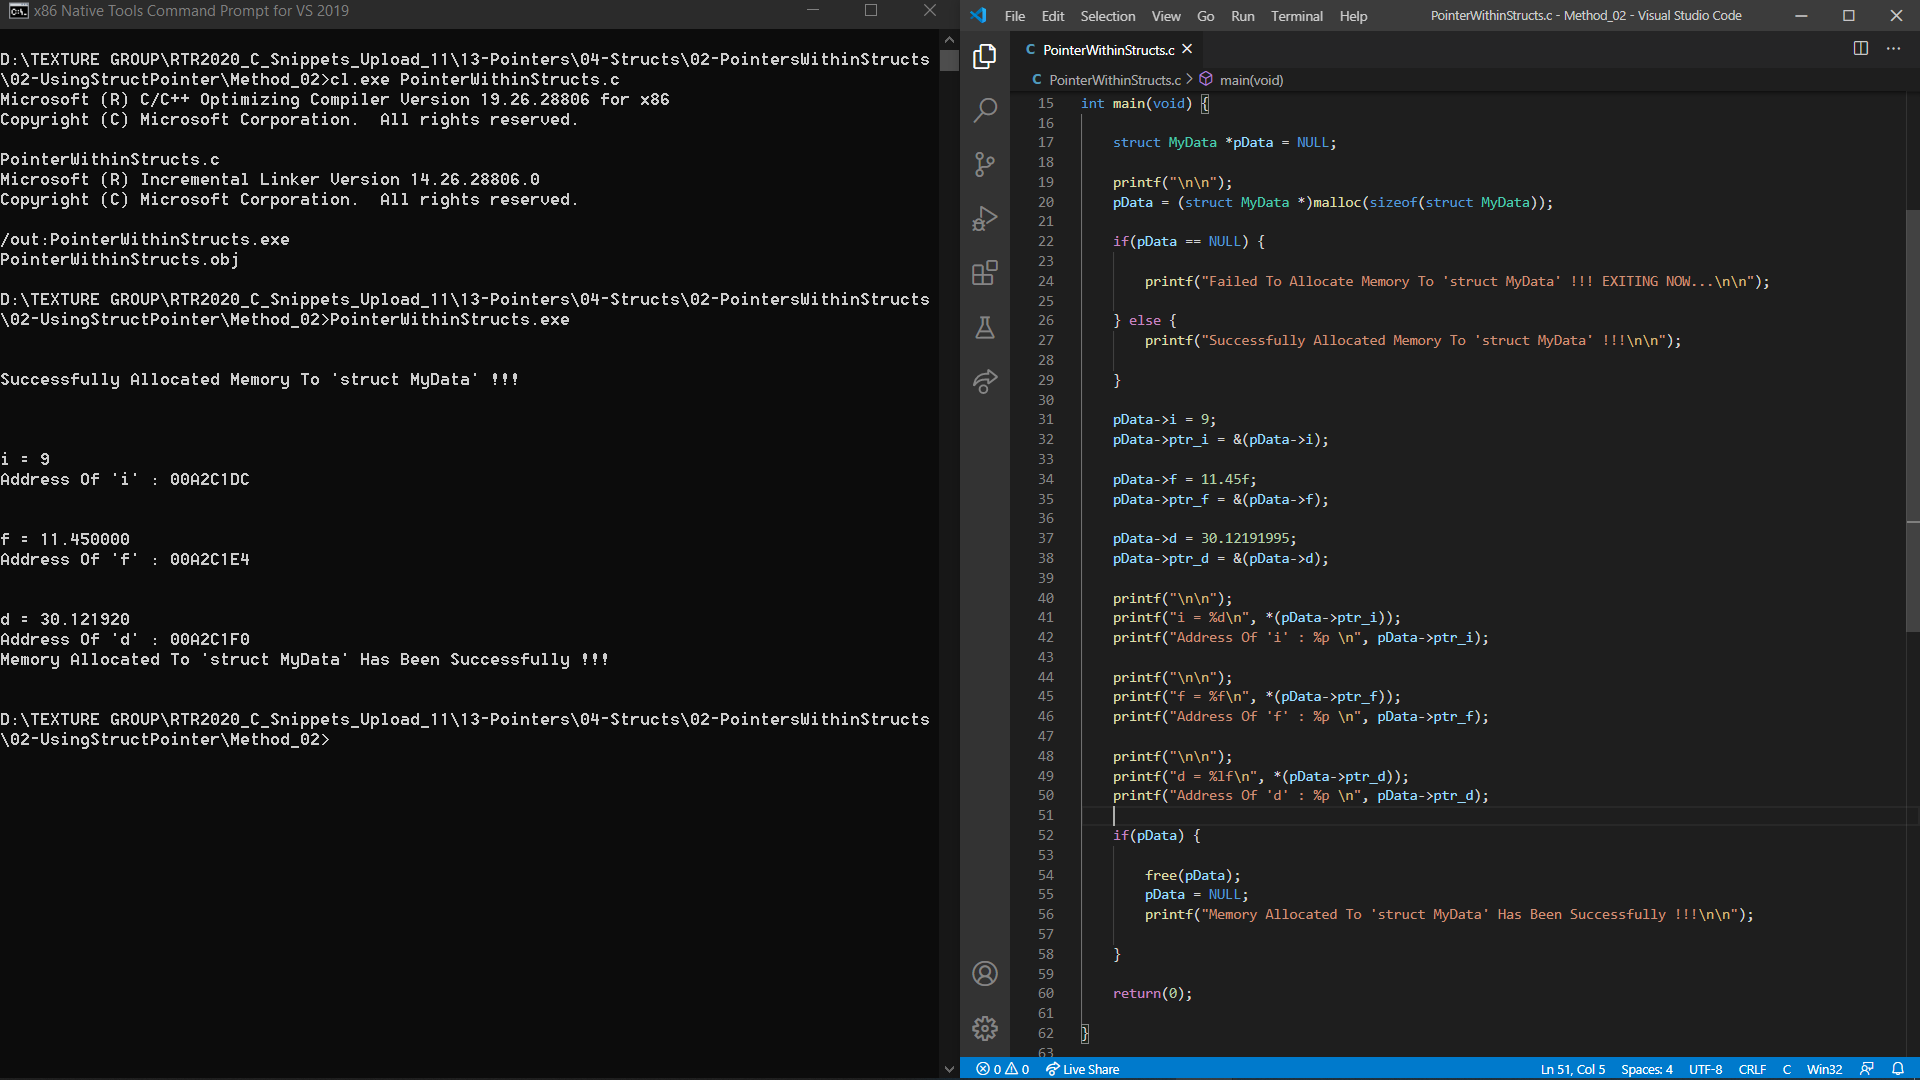 x86 Native Tools Command Prompt for VS 2019
D:\TEXTURE GROUP\RTR2020_C_Snippets_Upload_11\13-Pointers\04-Structs\02-PointersWithinStructs
\02-UsingStructPointer\Method_02>cl.exe PointerWithinStructs.c
Microsoft (R) C/C++ Optimizing Compiler Version 19.26.28806 for x86
Copyright (C) Microsoft Corporation.  All rights reserved.
PointerWithinStructs.c
Microsoft (R) Incremental Linker Version 14.26.28806.0
Copyright (C) Microsoft Corporation.  All rights reserved.
/out:PointerWithinStructs.exe
PointerWithinStructs.obj
D:\TEXTURE GROUP\RTR2020_C_Snippets_Upload_11\13-Pointers\04-Structs\02-PointersWithinStructs
\02-UsingStructPointer\Method_02>PointerWithinStructs.exe
Successfully Allocated Memory To 'struct MyData' !!!
i = 9
Address Of 'i' : 00A2C1DC
f = 11.450000
Address Of 'f' : 00A2C1E4
d = 30.121920
Address Of 'd' : 00A2C1F0
Memory Allocated To 'struct MyData' Has Been Successfully !!!
D:\TEXTURE GROUP\RTR2020_C_Snippets_Upload_11\13-Pointers\04-Structs\02-PointersWithinStructs
\02-UsingStructPointer\Method_02>
File Edit Selection View Go Run Terminal Help PointerWithinStructs.c - Method_02 - Visual Studio Code
C PointerWithinStructs.c
C PointerWithinStructs.c > main(void)
15 int main(void) {
16
17 struct MyData *pData = NULL;
18
19 printf("\n\n");
20 pData = (struct MyData *)malloc(sizeof(struct MyData));
21
22 if(pData == NULL) {
23
24 printf("Failed To Allocate Memory To 'struct MyData' !!! EXITING NOW...\n\n");
25
26 } else {
27 printf("Successfully Allocated Memory To 'struct MyData' !!!\n\n");
28
29 }
30
31 pData->i = 9;
32 pData->ptr_i = &(pData->i);
33
34 pData->f = 11.45f;
35 pData->ptr_f = &(pData->f);
36
37 pData->d = 30.12191995;
38 pData->ptr_d = &(pData->d);
39
40 printf("\n\n");
41 printf("i = %d\n", *(pData->ptr_i));
42 printf("Address Of 'i' : %p \n", pData->ptr_i);
43
44 printf("\n\n");
45 printf("f = %f\n", *(pData->ptr_f));
46 printf("Address Of 'f' : %p \n", pData->ptr_f);
47
48 printf("\n\n");
49 printf("d = %lf\n", *(pData->ptr_d));
50 printf("Address Of 'd' : %p \n", pData->ptr_d);
51
52 if(pData) {
53
54 free(pData);
55 pData = NULL;
56 printf("Memory Allocated To 'struct MyData' Has Been Successfully !!!\n\n");
57
58 }
59
60 return(0);
61
62 }
63
0 0 Live Share Ln 51, Col 5 Spaces: 4 UTF-8 CRLF C Win32